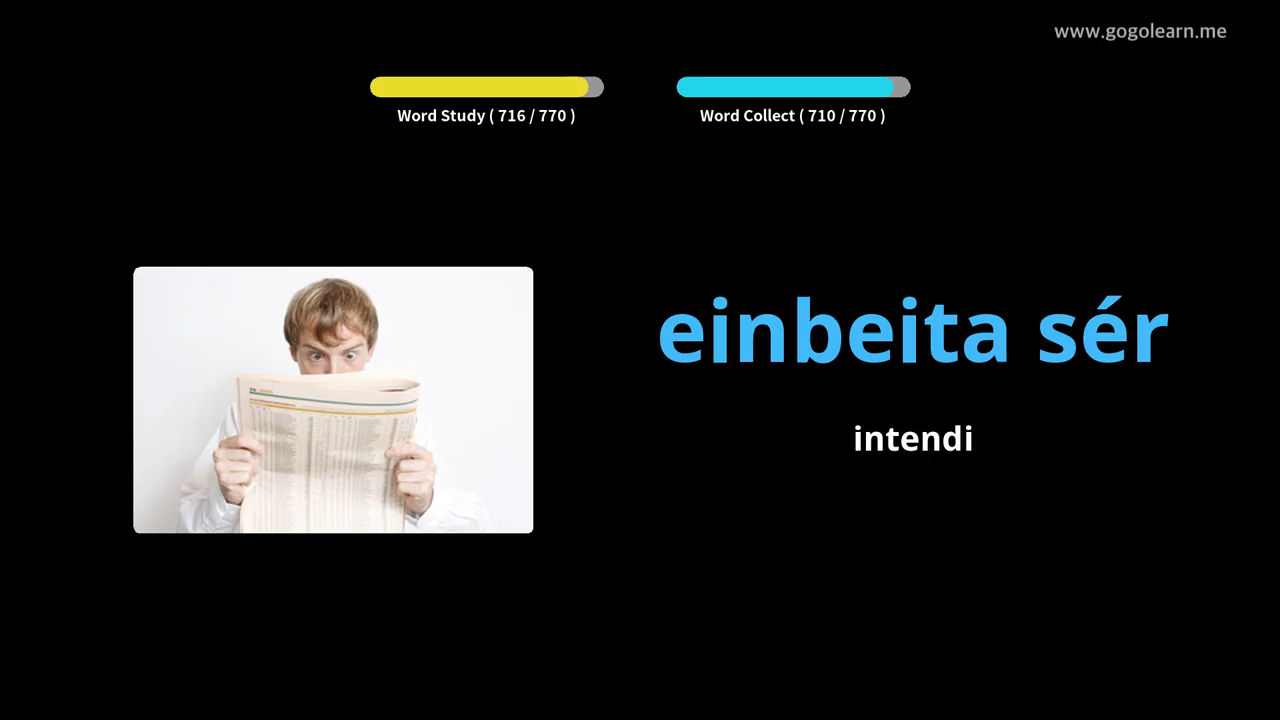 www.gogolearn.me
Word Study ( 716 / 770 )
Word Collect ( 710 / 770 )
einbeita sér
intendi